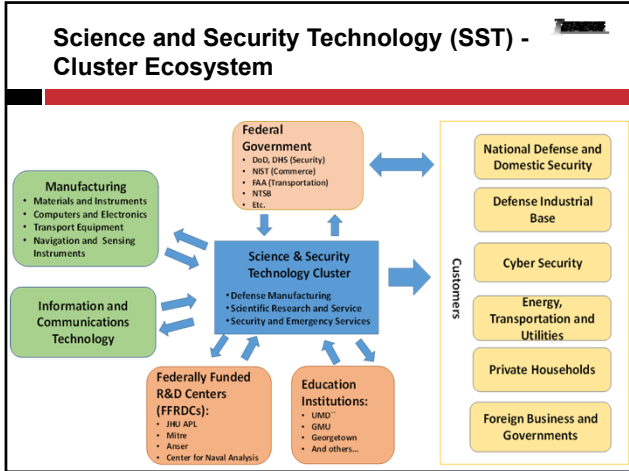 Science and Security Technology (SST) -
Cluster Ecosystem
Federal
Government
• DoD, DHS (Security)
• NIST (Commerce)
• FAA (Transportation)
• NTSB
• Etc.
Manufacturing
• Materials and Instruments
• Computers and Electronics
• Transport Equipment
• Navigation and Sensing
Instruments
Information and
Communications
Technology
Science & Security
Technology Cluster
• Defense Manufacturing
• Scientific Research and Service
• Security and Emergency Services
Federally Funded
R&D Centers
(FFRDCs):
• JHU APL
• Mitre
• Anser
• Center for Naval Analysis
Education
Institutions:
• UMD``
• GMU
• Georgetown
• And others...
Customers
National Defense and
Domestic Security
Defense Industrial
Base
Cyber Security
Energy,
Transportation and
Utilities
Private Households
Foreign Business and
Governments